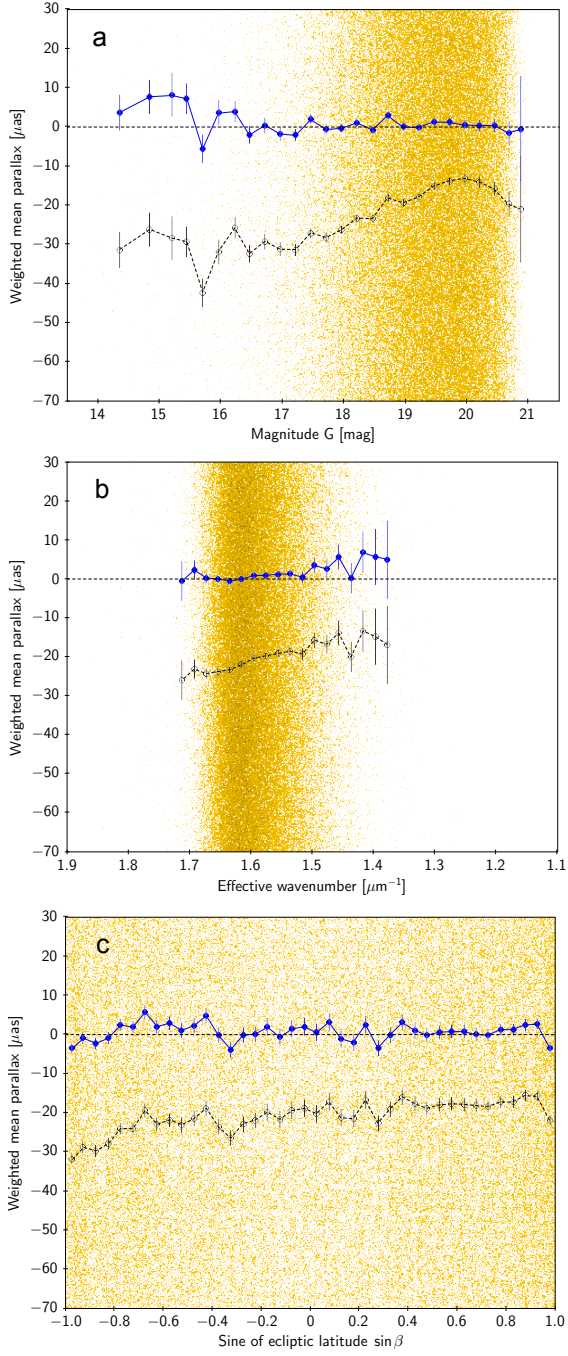 a
30
20
10
0
−10
−20
−30
−40
−50
−60
−70
Weighted mean parallax [μas]
14 15 16 17 18 19 20 21
Magnitude G [mag]
b
30
20
10
0
−10
−20
−30
−40
−50
−60
−70
Weighted mean parallax [μas]
1.9 1.8 1.7 1.6 1.5 1.4 1.3 1.2 1.1
Effective wavenumber [μm⁻¹]
c
30
20
10
0
−10
−20
−30
−40
−50
−60
−70
Weighted mean parallax [μas]
−1.0 −0.8 −0.6 −0.4 −0.2 0 0.2 0.4 0.6 0.8 1.0
Sine of ecliptic latitude sin β